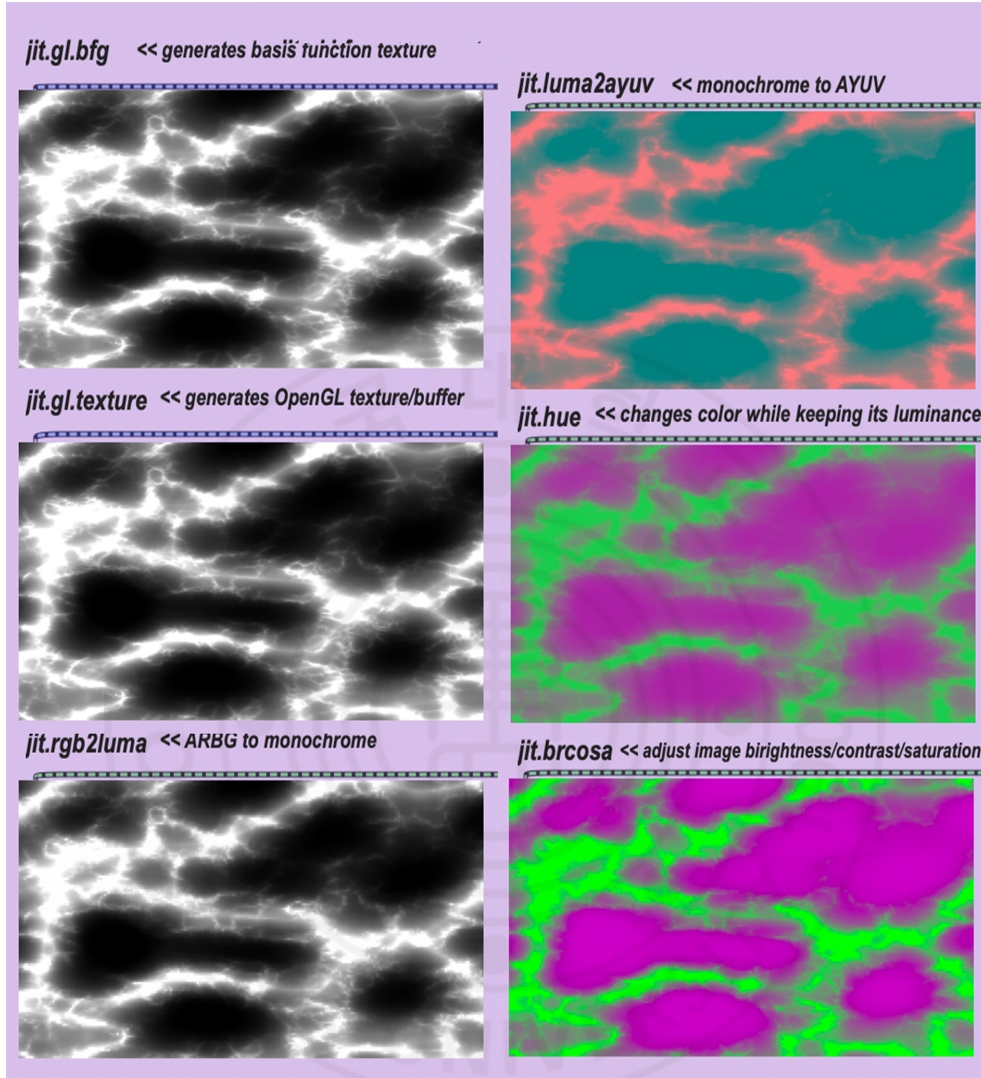 jit.gl.bfg << generates basis function texture
jit.gl.texture << generates OpenGL texture/buffer
jit.rgb2luma << ARBG to monochrome
jit.luma2ayuv << monochrome to AYUV
jit.hue << changes color while keeping its luminance
jit.brcosa << adjust image birightness/contrast/saturation